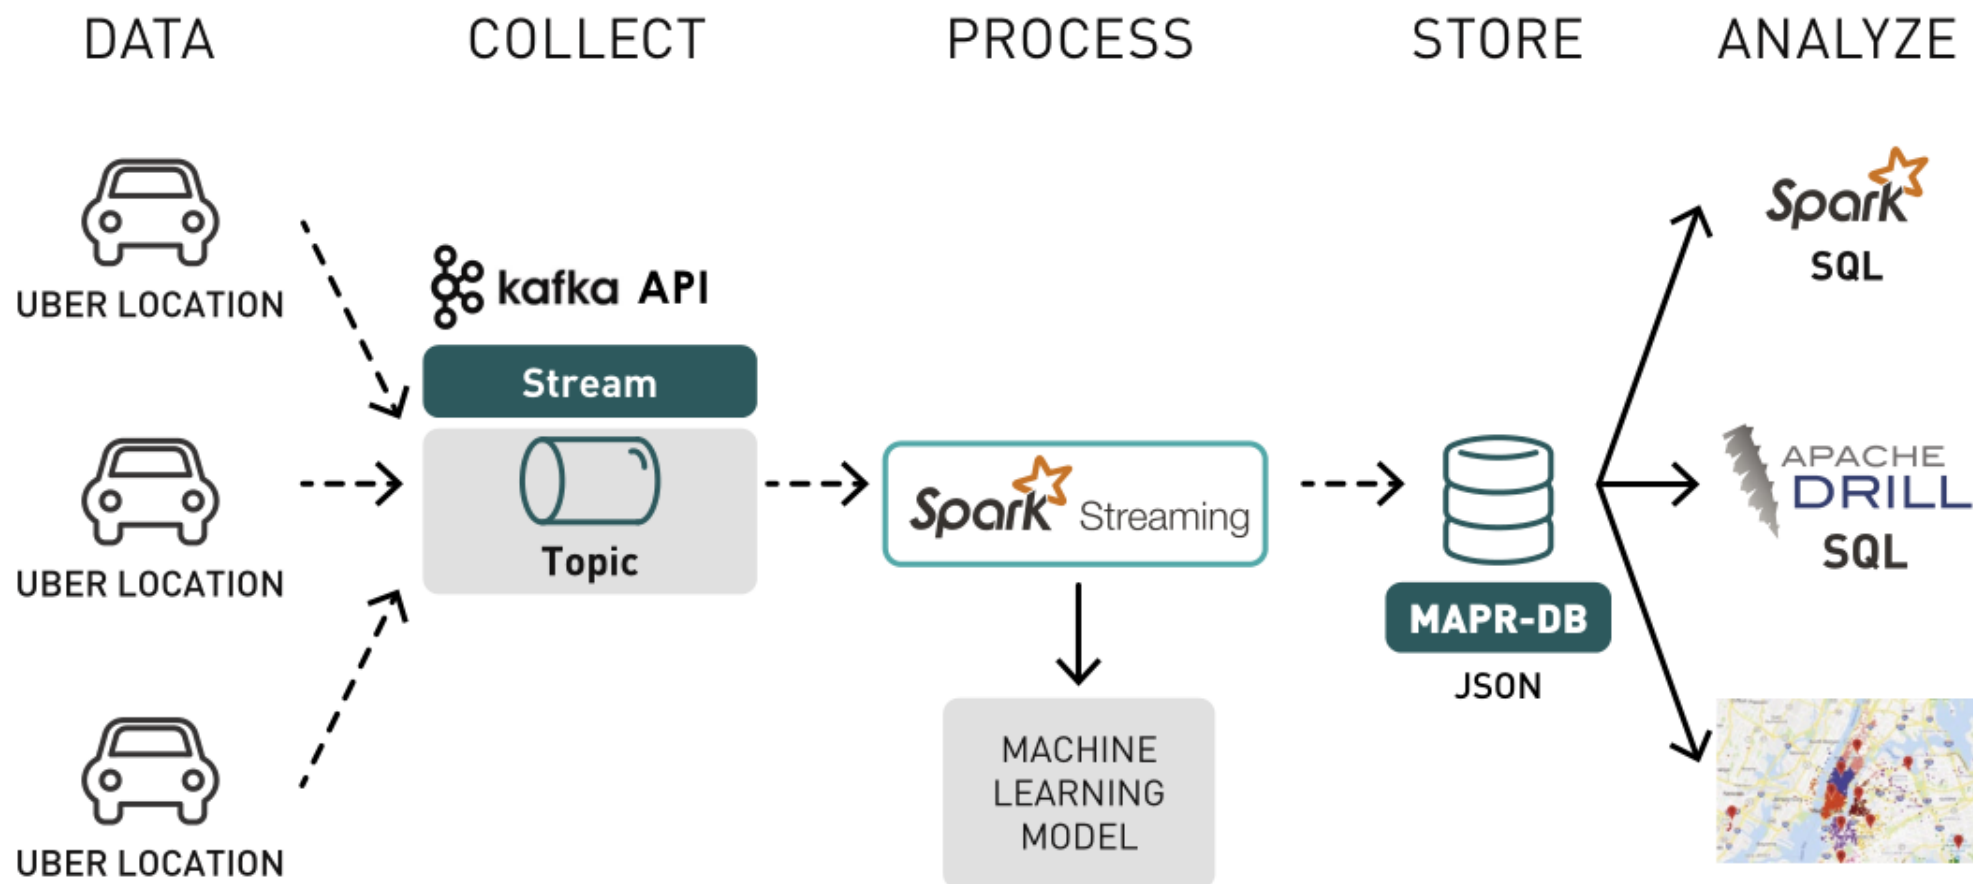 DATA
COLLECT
PROCESS
STORE
ANALYZE
UBER LOCATION
UBER LOCATION
UBER LOCATION
kafka API
Stream
Topic
Spark Streaming
MACHINE
LEARNING
MODEL
MAPR-DB
JSON
Spark
SQL
APACHE
DRILL
SQL